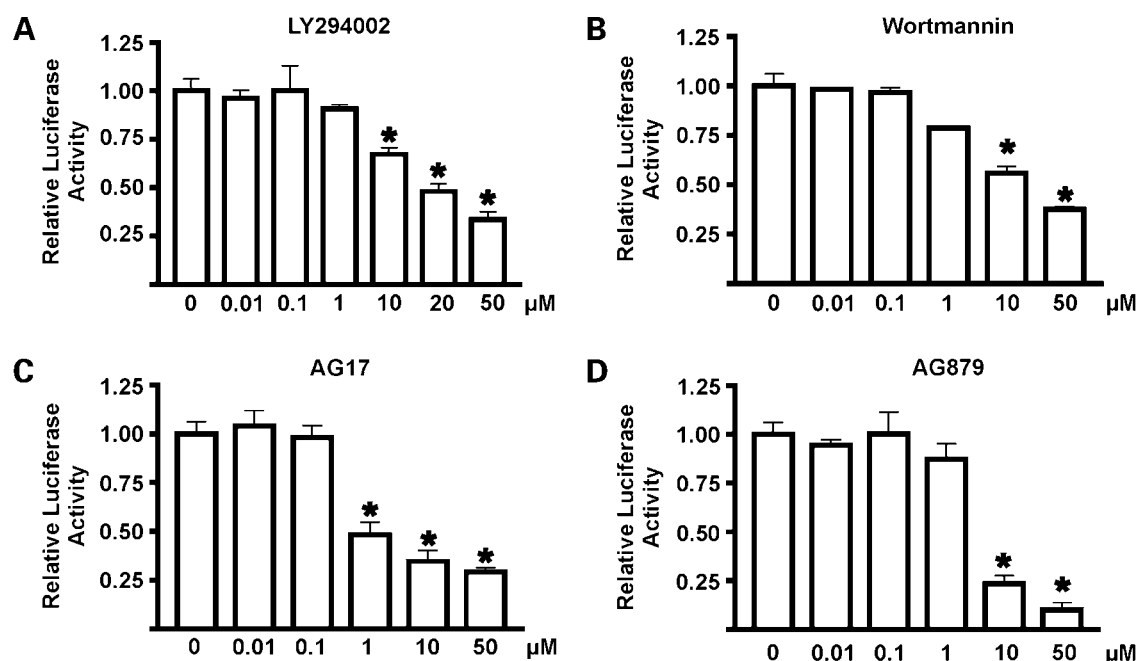 A
LY294002
Relative Luciferase
Activity
1.25
1.00
0.75
0.50
0.25
0 0.01 0.1 1 10 20 50 µM
* * *
B
Wortmannin
Relative Luciferase
Activity
1.25
1.00
0.75
0.50
0.25
0 0.01 0.1 1 10 50 µM
* *
C
AG17
Relative Luciferase
Activity
1.25
1.00
0.75
0.50
0.25
0 0.01 0.1 1 10 50 µM
* * *
D
AG879
Relative Luciferase
Activity
1.25
1.00
0.75
0.50
0.25
0 0.01 0.1 1 10 50 µM
* *